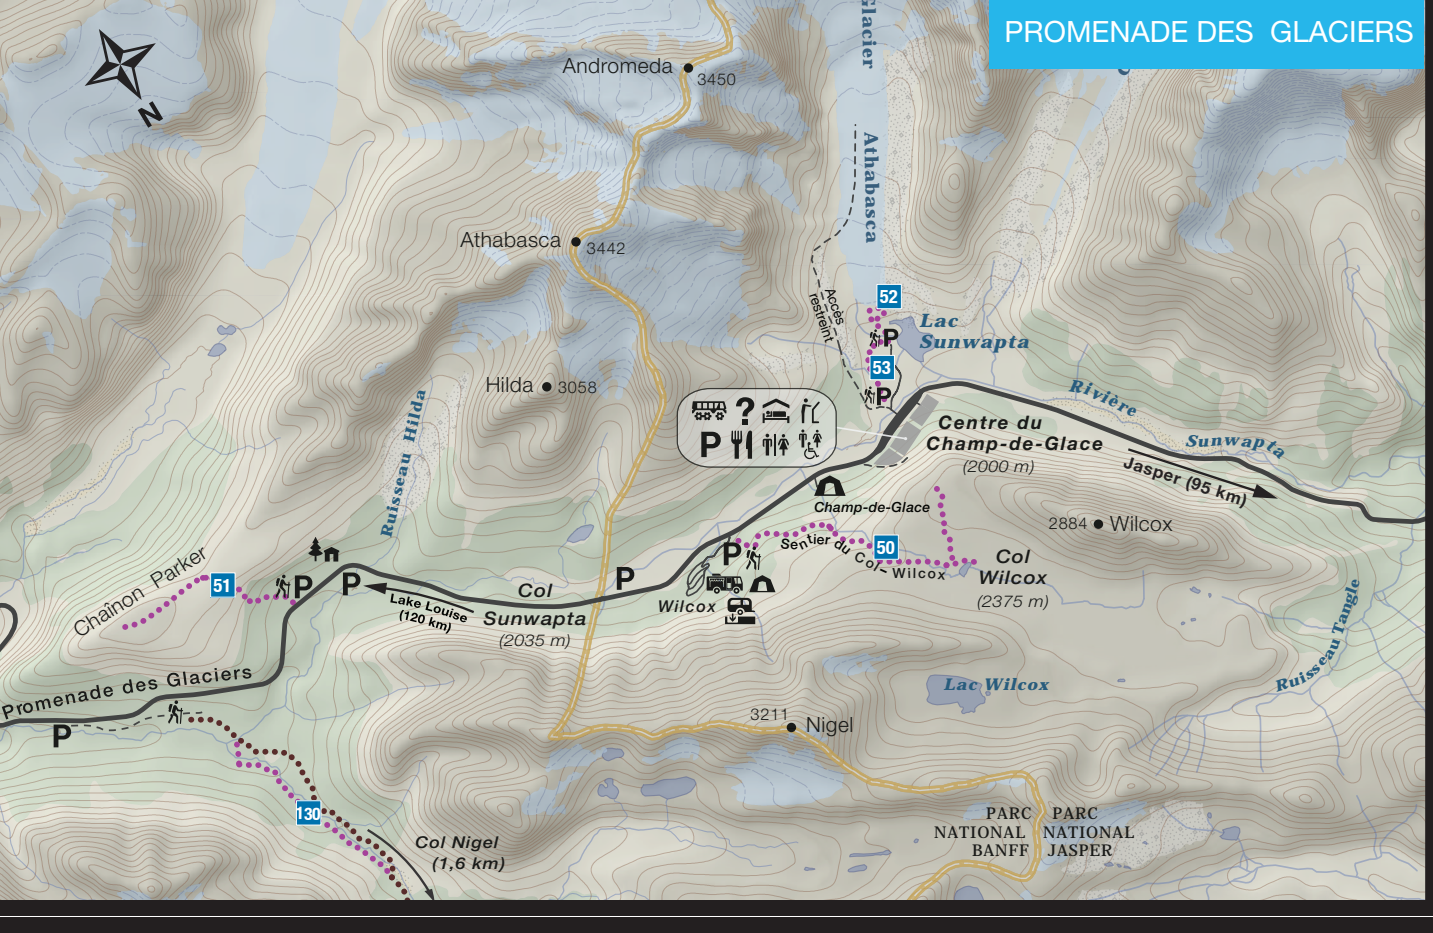 PROMENADE DES GLACIERS
N
Andromeda
3450
Glacier
Athabasca
Athabasca
3442
Accès
restreint
52
P
Lac
Sunwapta
53
P
Hilda
3058
Ruisseau Hilda
?
P
Rivière
Sunwapta
Centre du
Champ-de-Glace
(2000 m)
Jasper (95 km)
Champ-de-Glace
2884
Wilcox
P
Sentier du Col Wilcox
50
Col
Wilcox
(2375 m)
Wilcox
P
Chaînon Parker
51
P
P
Lake Louise
(120 km)
Col
Sunwapta
(2035 m)
Ruisseau Tangle
Lac Wilcox
Promenade des Glaciers
P
3211
Nigel
130
Col Nigel
(1,6 km)
PARC
NATIONAL
BANFF
PARC
NATIONAL
JASPER